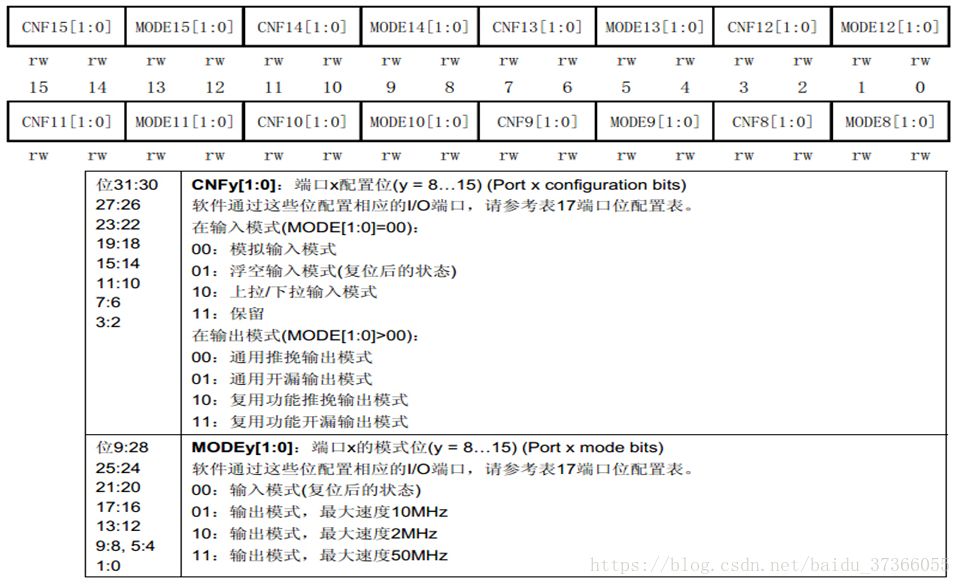 CNF15[1:0] MODE15[1:0] CNF14[1:0] MODE14[1:0] CNF13[1:0] MODE13[1:0] CNF12[1:0] MODE12[1:0]
rw rw rw rw rw rw rw rw rw rw rw rw rw rw rw rw
15 14 13 12 11 10 9 8 7 6 5 4 3 2 1 0
CNF11[1:0] MODE11[1:0] CNF10[1:0] MODE10[1:0] CNF9[1:0] MODE9[1:0] CNF8[1:0] MODE8[1:0]
rw rw rw rw rw rw rw rw rw rw rw rw rw rw rw rw
位31:30
27:26
23:22
19:18
15:14
11:10
7:6
3:2
CNFy[1:0]：端口x配置位(y = 8…15) (Port x configuration bits)
软件通过这些位配置相应的I/O端口，请参考表17端口位配置表。
在输入模式(MODE[1:0]=00)：
00：模拟输入模式
01：浮空输入模式(复位后的状态)
10：上拉/下拉输入模式
11：保留
在输出模式(MODE[1:0]>00)：
00：通用推挽输出模式
01：通用开漏输出模式
10：复用功能推挽输出模式
11：复用功能开漏输出模式
位9:28
25:24
21:20
17:16
13:12
9:8, 5:4
1:0
MODEy[1:0]：端口x的模式位(y = 8…15) (Port x mode bits)
软件通过这些位配置相应的I/O端口，请参考表17端口位配置表。
00：输入模式(复位后的状态)
01：输出模式，最大速度10MHz
10：输出模式，最大速度2MHz
11：输出模式，最大速度50MHz
https://blog.csdn.net/baidu_37366055